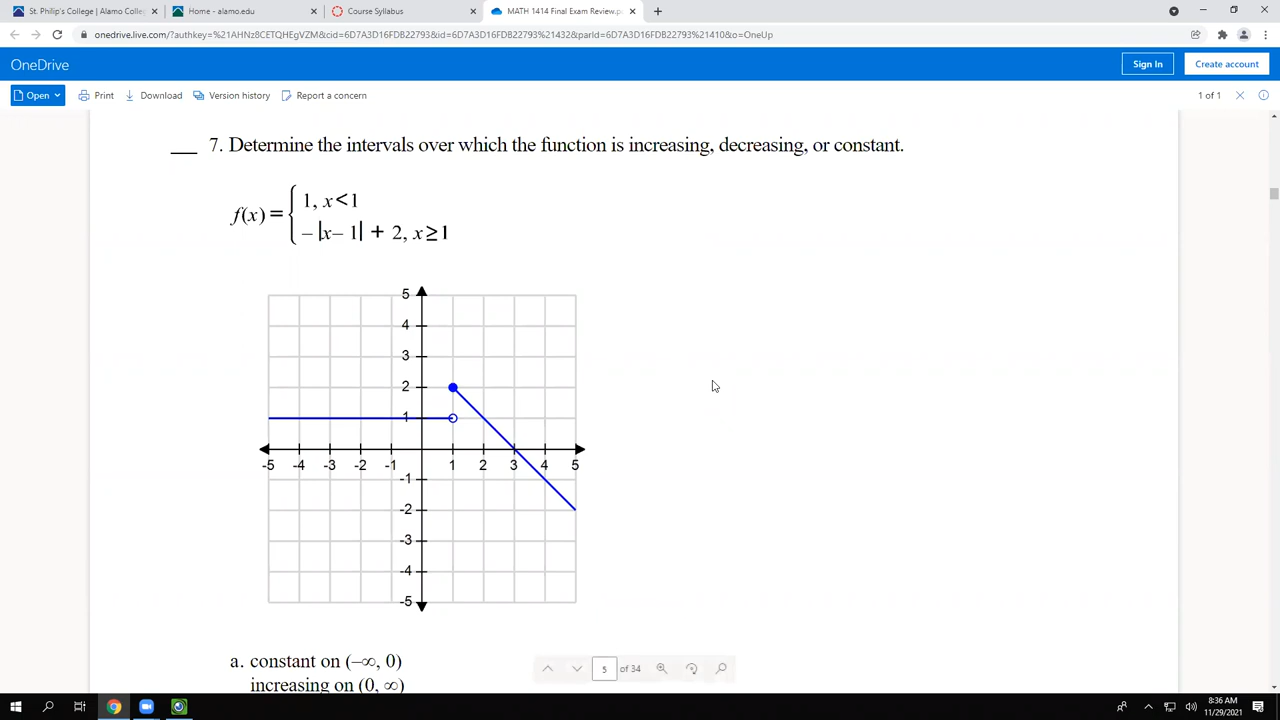 St. Philip's College | Alamo Colle
Home - alamo.edu
Course Syllabus
MATH 1414 Final Exam Review.p
onedrive.live.com/?authkey=%21AHNz8CETQHEgVZM&cid=6D7A3D16FDB22793&id=6D7A3D16FDB22793%21432&parId=6D7A3D16FDB22793%21410&o=OneUp
OneDrive
Sign In
Create account
Open
Print
Download
Version history
Report a concern
1 of 1
___ 7. Determine the intervals over which the function is increasing, decreasing, or constant.
1, x<1
f(x) =
– |x– 1| + 2, x≥1
5
4
3
2
1
-5 -4 -3 -2 -1 1 2 3 4 5
-1
-2
-3
-4
-5
a. constant on (–∞, 0)
increasing on (0, ∞)
5 of 34
8:36 AM
11/29/2021